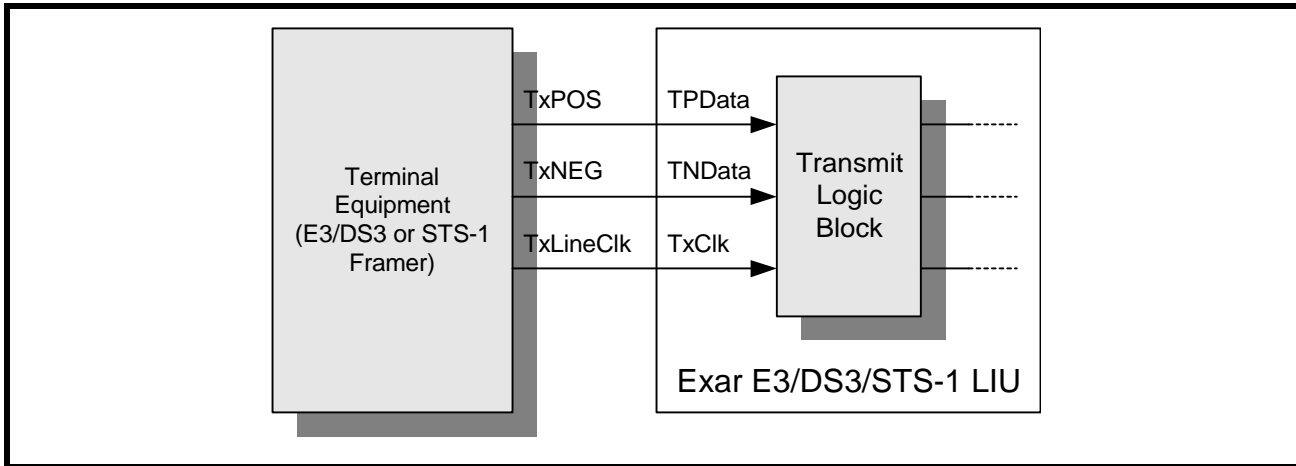 Terminal
Equipment
(E3/DS3 or STS-1
Framer)
TxPOS
TPData
TxNEG
TNData
TxLineClk
TxClk
Transmit
Logic
Block
Exar E3/DS3/STS-1 LIU